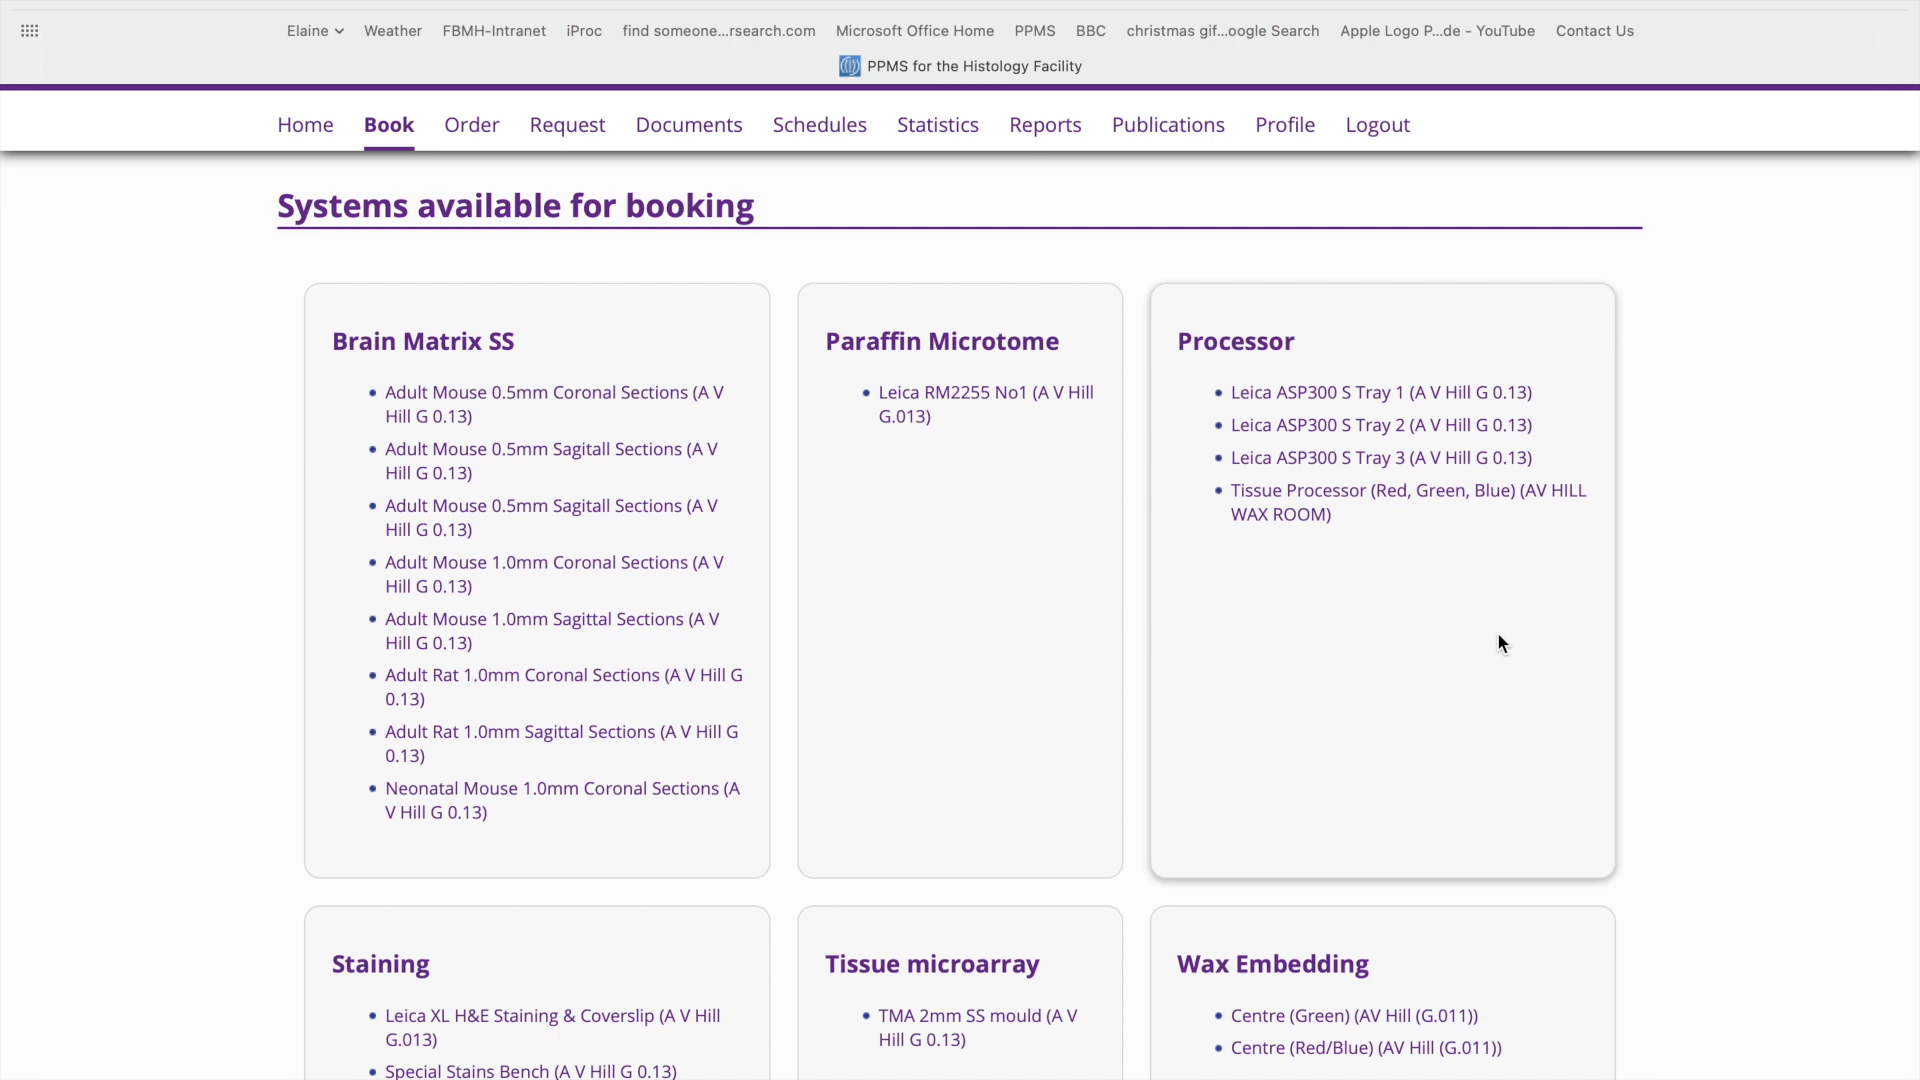 Elaine Weather FBMH-Intranet iProc find someone...rsearch.com Microsoft Office Home PPMS BBC christmas gif...oogle Search Apple Logo P...de - YouTube Contact Us
PPMS for the Histology Facility
Home Book Order Request Documents Schedules Statistics Reports Publications Profile Logout
Systems available for booking
Brain Matrix SS
Adult Mouse 0.5mm Coronal Sections (A V
Hill G 0.13)
Adult Mouse 0.5mm Sagitall Sections (A V
Hill G 0.13)
Adult Mouse 0.5mm Sagitall Sections (A V
Hill G 0.13)
Adult Mouse 1.0mm Coronal Sections (A V
Hill G 0.13)
Adult Mouse 1.0mm Sagittal Sections (A V
Hill G 0.13)
Adult Rat 1.0mm Coronal Sections (A V Hill G
0.13)
Adult Rat 1.0mm Sagittal Sections (A V Hill G
0.13)
Neonatal Mouse 1.0mm Coronal Sections (A
V Hill G 0.13)
Paraffin Microtome
Leica RM2255 No1 (A V Hill
G.013)
Processor
Leica ASP300 S Tray 1 (A V Hill G 0.13)
Leica ASP300 S Tray 2 (A V Hill G 0.13)
Leica ASP300 S Tray 3 (A V Hill G 0.13)
Tissue Processor (Red, Green, Blue) (AV HILL
WAX ROOM)
Staining
Leica XL H&E Staining & Coverslip (A V Hill
G.013)
Special Stains Bench (A V Hill G 0.13)
Tissue microarray
TMA 2mm SS mould (A V
Hill G 0.13)
Wax Embedding
Centre (Green) (AV Hill (G.011))
Centre (Red/Blue) (AV Hill (G.011))